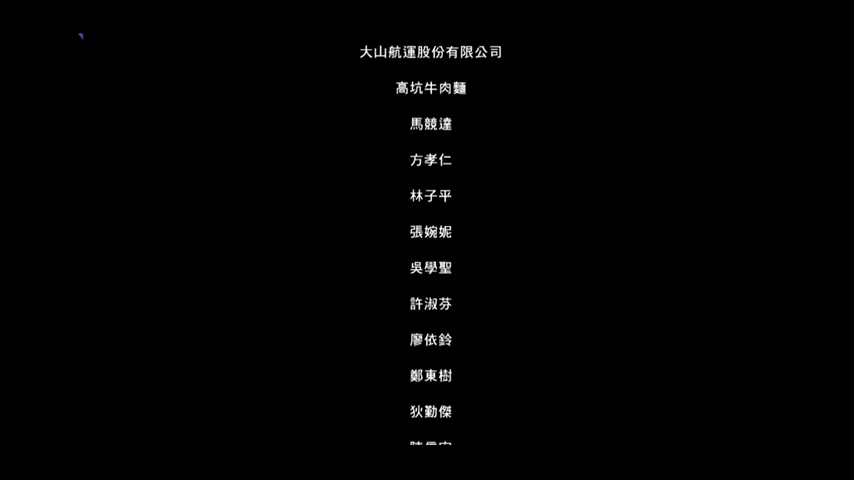 大山航運股份有限公司
高坑牛肉麵
馬競達
方孝仁
林子平
張婉妮
吳學聖
許淑芬
廖依鈴
鄭東樹
狄勤傑